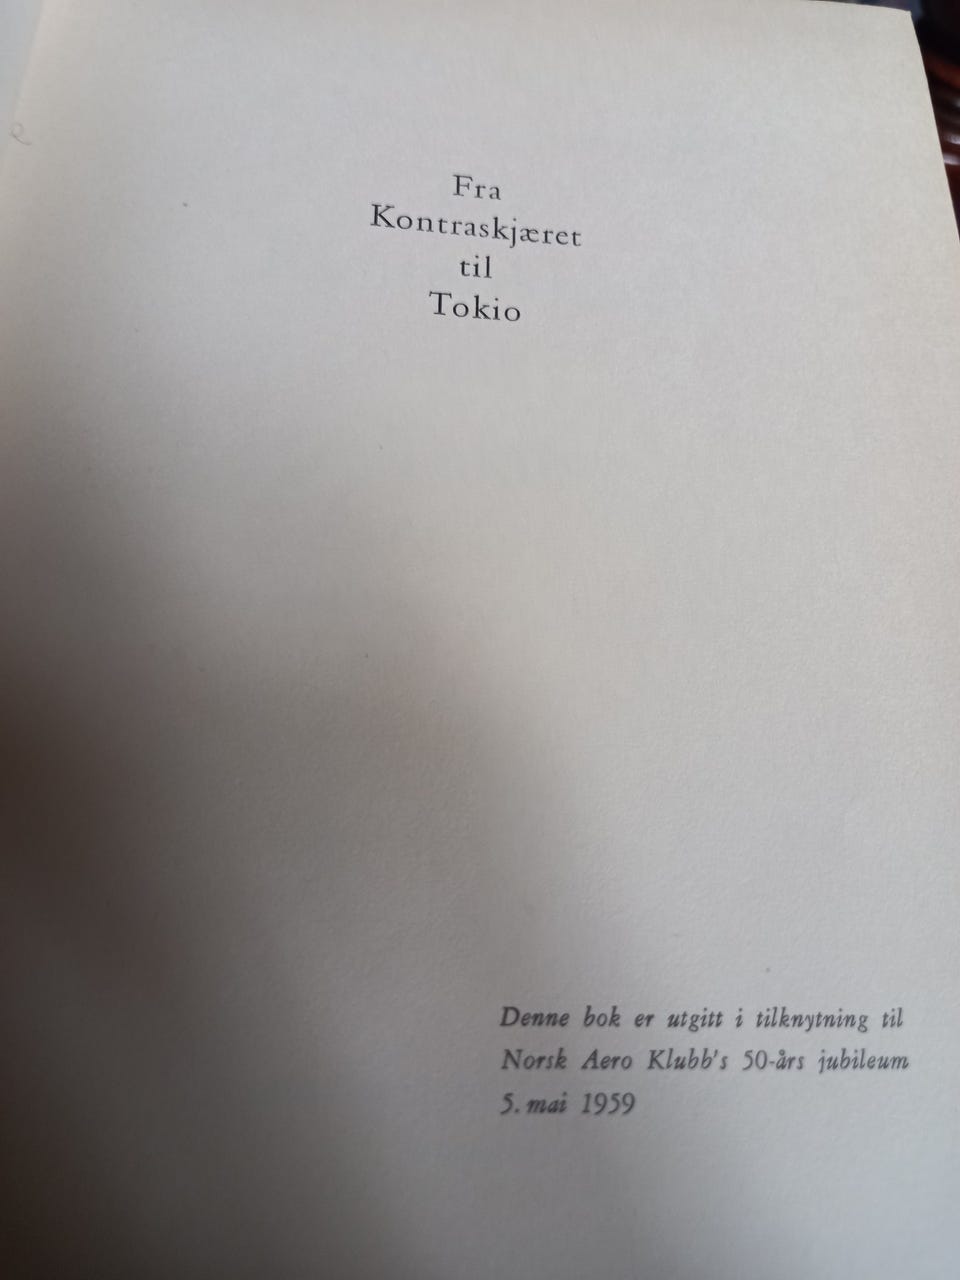 Fra
Kontraskjæret
til
Tokio
Denne bok er utgitt i tilknytning til
Norsk Aero Klubb's 50-års jubileum
5. mai 1959